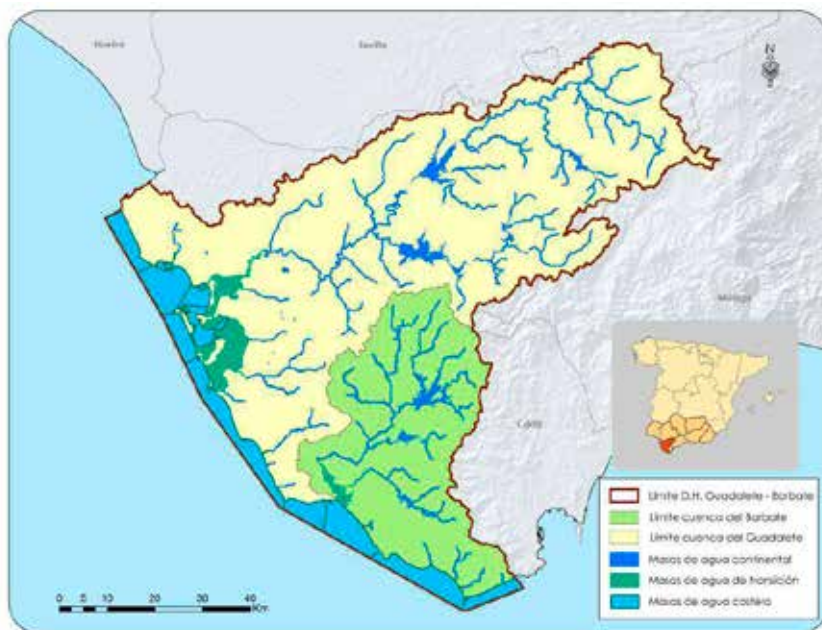 Huelva
Sevilla
N
Málaga
Cádiz
Límite D.H. Guadalete - Barbate
Límite cuenca del Barbate
Límite cuenca del Guadalete
Masas de agua continental
Masas de agua de transición
Masas de agua costera
0 5 10 20 30 40
Km